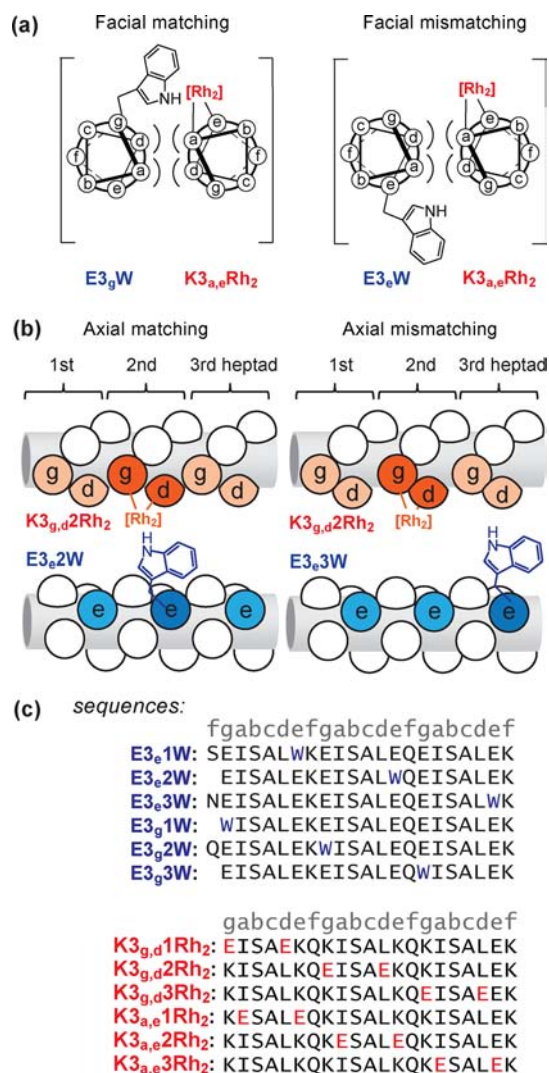 (a)
Facial matching
Facial mismatching
NH
[Rh₂]
g c d f b a e
a e b f d c g
E3gW K3a,eRh₂
[Rh₂]
c g d f a b e
e a b f d c g
NH
E3eW K3a,eRh₂
(b)
Axial matching
Axial mismatching
1st 2nd 3rd heptad
1st 2nd 3rd heptad
g d g d g d
g d g d g d
K3g,d2Rh₂ [Rh₂]
K3g,d2Rh₂ [Rh₂]
H N
H N
E3e2W
E3e3W
e e e
e e e
(c) sequences:
fgabcdefgabcdefgabcdef
E3e1W: SEISALWKEISALEQEISALEK
E3e2W: EISALEKEISALWQEISALEK
E3e3W: NEISALEKEISALEQEISALWK
E3g1W: WISALEKEISALEQEISALEK
E3g2W: QEISALEKWISALEQEISALEK
E3g3W: EISALEKEISALEQWISALEK
gabcdefgabcdefgabcdef
K3g,d1Rh₂: EISAEKQKISALKQKISALEK
K3g,d2Rh₂: KISALKQEISAEKQKISALEK
K3g,d3Rh₂: KISALKQKISALKQEISAEEK
K3a,e1Rh₂: KESALEQKISALKQKISALEK
K3a,e2Rh₂: KISALKQKESALEQKISALEK
K3a,e3Rh₂: KISALKQKISALKQKESALEK